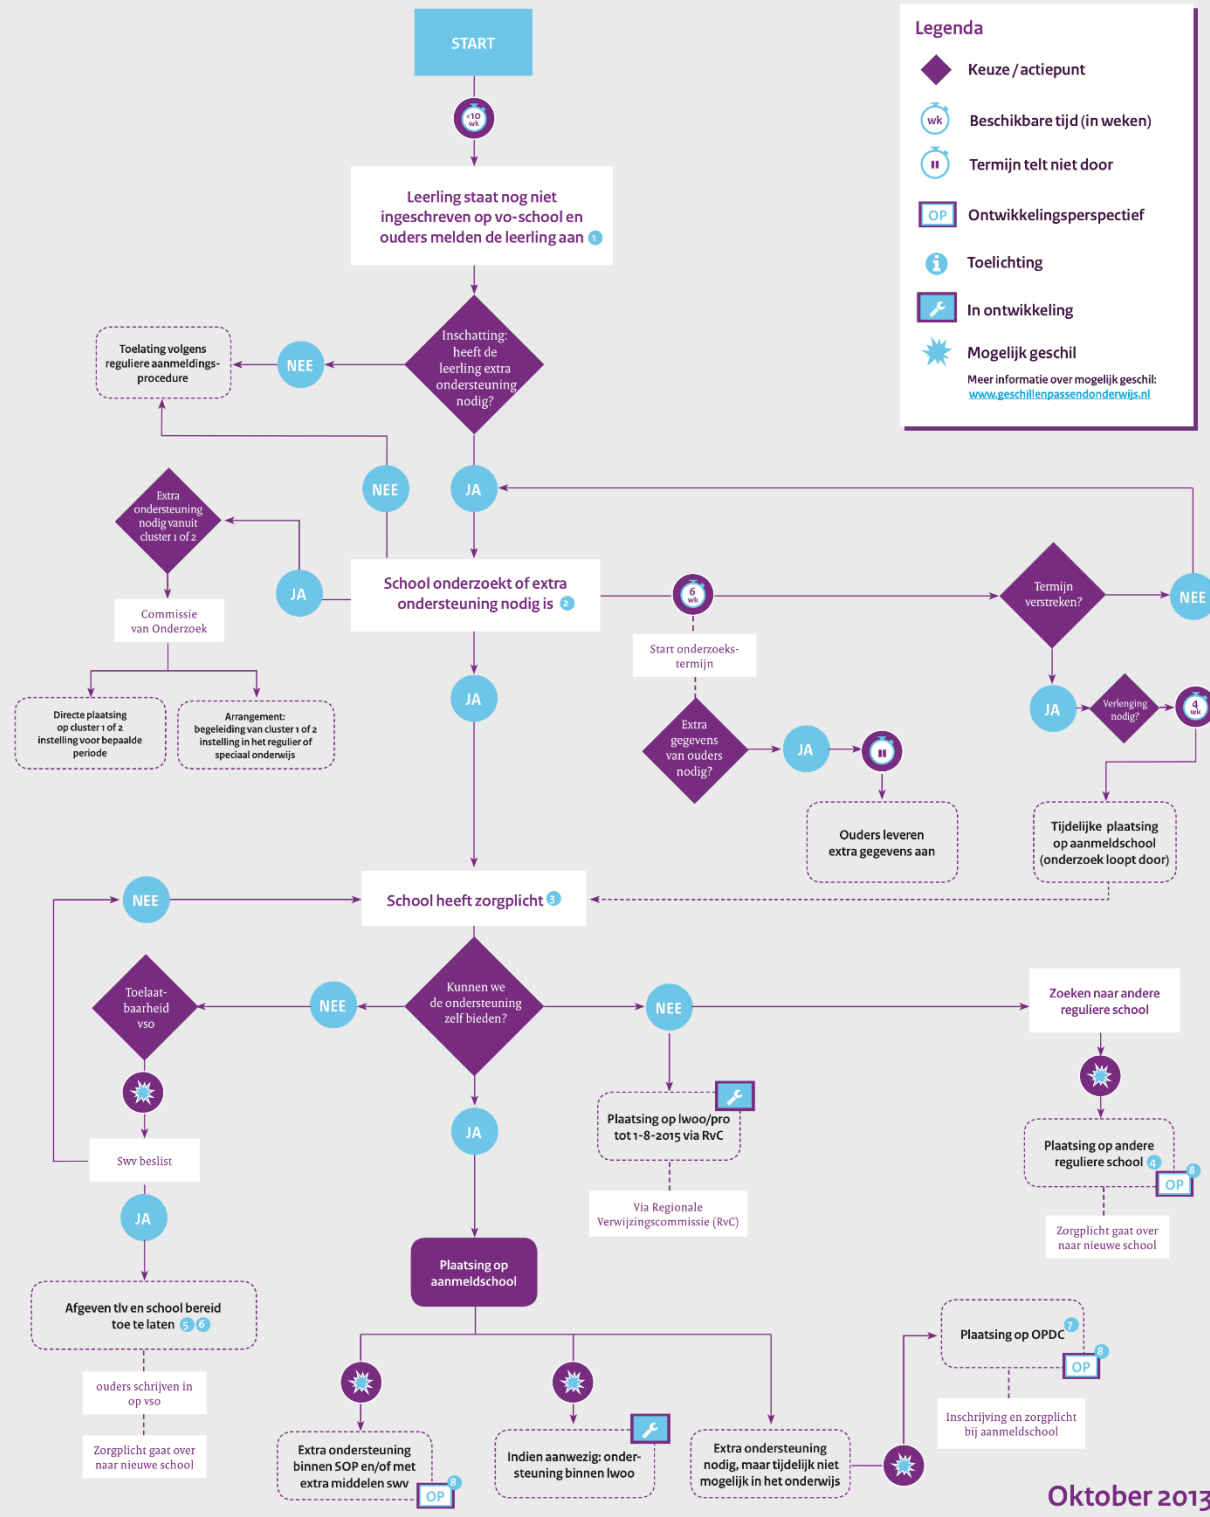 START
<10
wk
Leerling staat nog niet
ingeschreven op vo-school en
ouders melden de leerling aan 1
Inschatting:
heeft de
leerling extra
ondersteuning
nodig?
NEE
Toelating volgens
reguliere aanmeldings-
procedure
NEE
JA
Extra
ondersteuning
nodig vanuit
cluster 1 of 2
JA
Commissie
van Onderzoek
Directe plaatsing
op cluster 1 of 2
instelling voor bepaalde
periode
Arrangement:
begeleiding van cluster 1 of 2
instelling in het regulier of
speciaal onderwijs
School onderzoekt of extra
ondersteuning nodig is 2
6
wk
Start onderzoeks-
termijn
Extra
gegevens
van ouders
nodig?
JA
Ouders leveren
extra gegevens aan
Termijn
verstreken?
NEE
JA
Verlenging
nodig?
4
wk
Tijdelijke plaatsing
op aanmeldschool
(onderzoek loopt door)
JA
School heeft zorgplicht 3
NEE
Kunnen we
de ondersteuning
zelf bieden?
NEE
Toelaat-
baarheid
vso
Swv beslist
JA
Afgeven tlv en school bereid
toe te laten 5 6
ouders schrijven in
op vso
Zorgplicht gaat over
naar nieuwe school
NEE
Plaatsing op lwoo/pro
tot 1-8-2015 via RvC
Via Regionale
Verwijzingscommissie (RvC)
Zoeken naar andere
reguliere school
Plaatsing op andere
reguliere school 4
8
OP
Zorgplicht gaat over
naar nieuwe school
JA
Plaatsing op
aanmeldschool
Extra ondersteuning
binnen SOP en/of met
extra middelen swv
8
OP
Indien aanwezig: onder-
steuning binnen lwoo
Extra ondersteuning
nodig, maar tijdelijk niet
mogelijk in het onderwijs
Plaatsing op OPDC 7
8
OP
Inschrijving en zorgplicht
bij aanmeldschool
Legenda
Keuze / actiepunt
wk
Beschikbare tijd (in weken)
Termijn telt niet door
OP
Ontwikkelingsperspectief
i
Toelichting
In ontwikkeling
Mogelijk geschil
Meer informatie over mogelijk geschil:
www.geschillenpassendonderwijs.nl
Oktober 2013